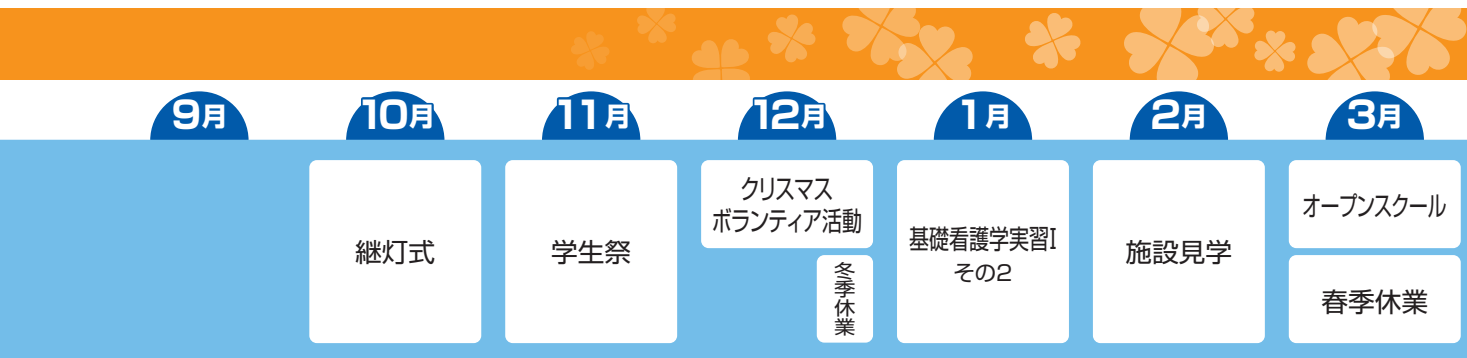 9月
10月
11月
12月
1月
2月
3月
継灯式
学生祭
クリスマス
ボランティア活動
冬季休業
基礎看護学実習I
その2
施設見学
オープンスクール
春季休業